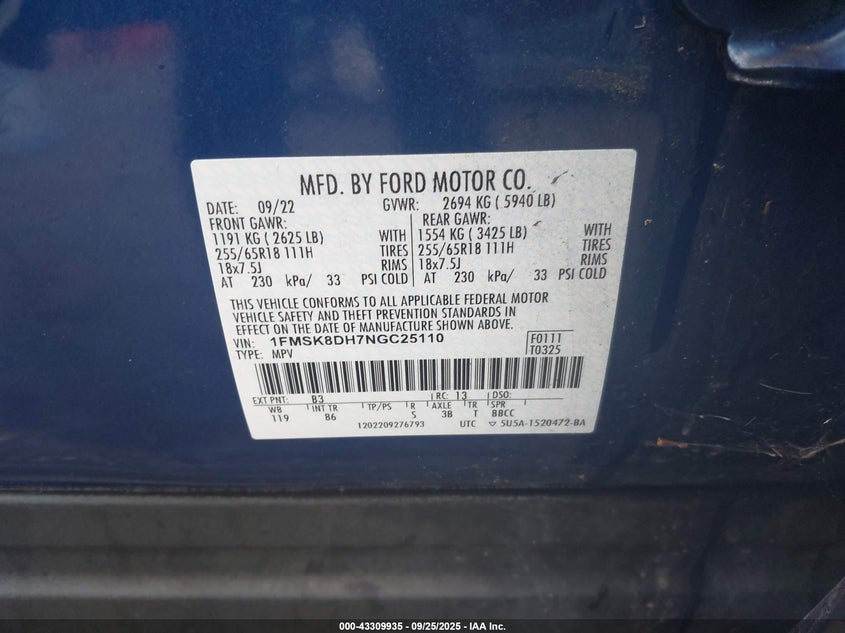 MFD. BY FORD MOTOR CO.
DATE: 09/22 GVWR: 2694 KG ( 5940 LB)
FRONT GAWR: REAR GAWR:
1191 KG ( 2625 LB) WITH 1554 KG ( 3425 LB) WITH
255/65R18 111H TIRES 255/65R18 111H TIRES
18x7.5J RIMS 18x7.5J RIMS
AT 230 kPa/ 33 PSI COLD AT 230 kPa/ 33 PSI COLD
THIS VEHICLE CONFORMS TO ALL APPLICABLE FEDERAL MOTOR
VEHICLE SAFETY AND THEFT PREVENTION STANDARDS IN
EFFECT ON THE DATE OF MANUFACTURE SHOWN ABOVE.
VIN: 1FMSK8DH7NGC25110 F0111
TYPE: MPV T0325
EXT PNT: B3 RC: 13 DSO:
WB INT TR TP/PS R AXLE TR SPR
119 B6 5 3B T BBCC
1202209276793 UTC ▽ 5U5A-1520472-BA
000-43309935 - 09/25/2025 - IAA Inc.